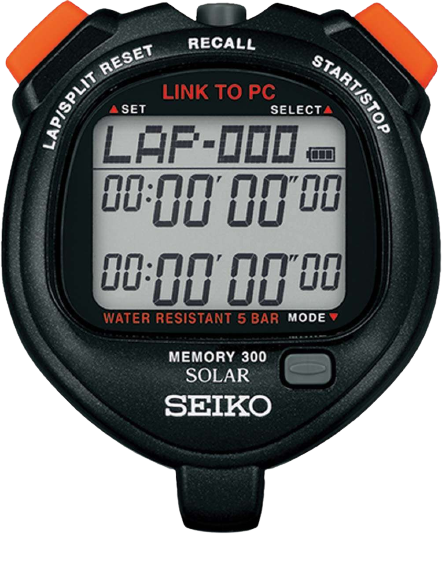 RECALL
LAP/SPLIT RESET
START/STOP
LINK TO PC
▲SET
SELECT▲
LAP-000
00:00'00"00
00:00'00"00
WATER RESISTANT 5 BAR MODE▼
MEMORY 300
SOLAR
SEIKO